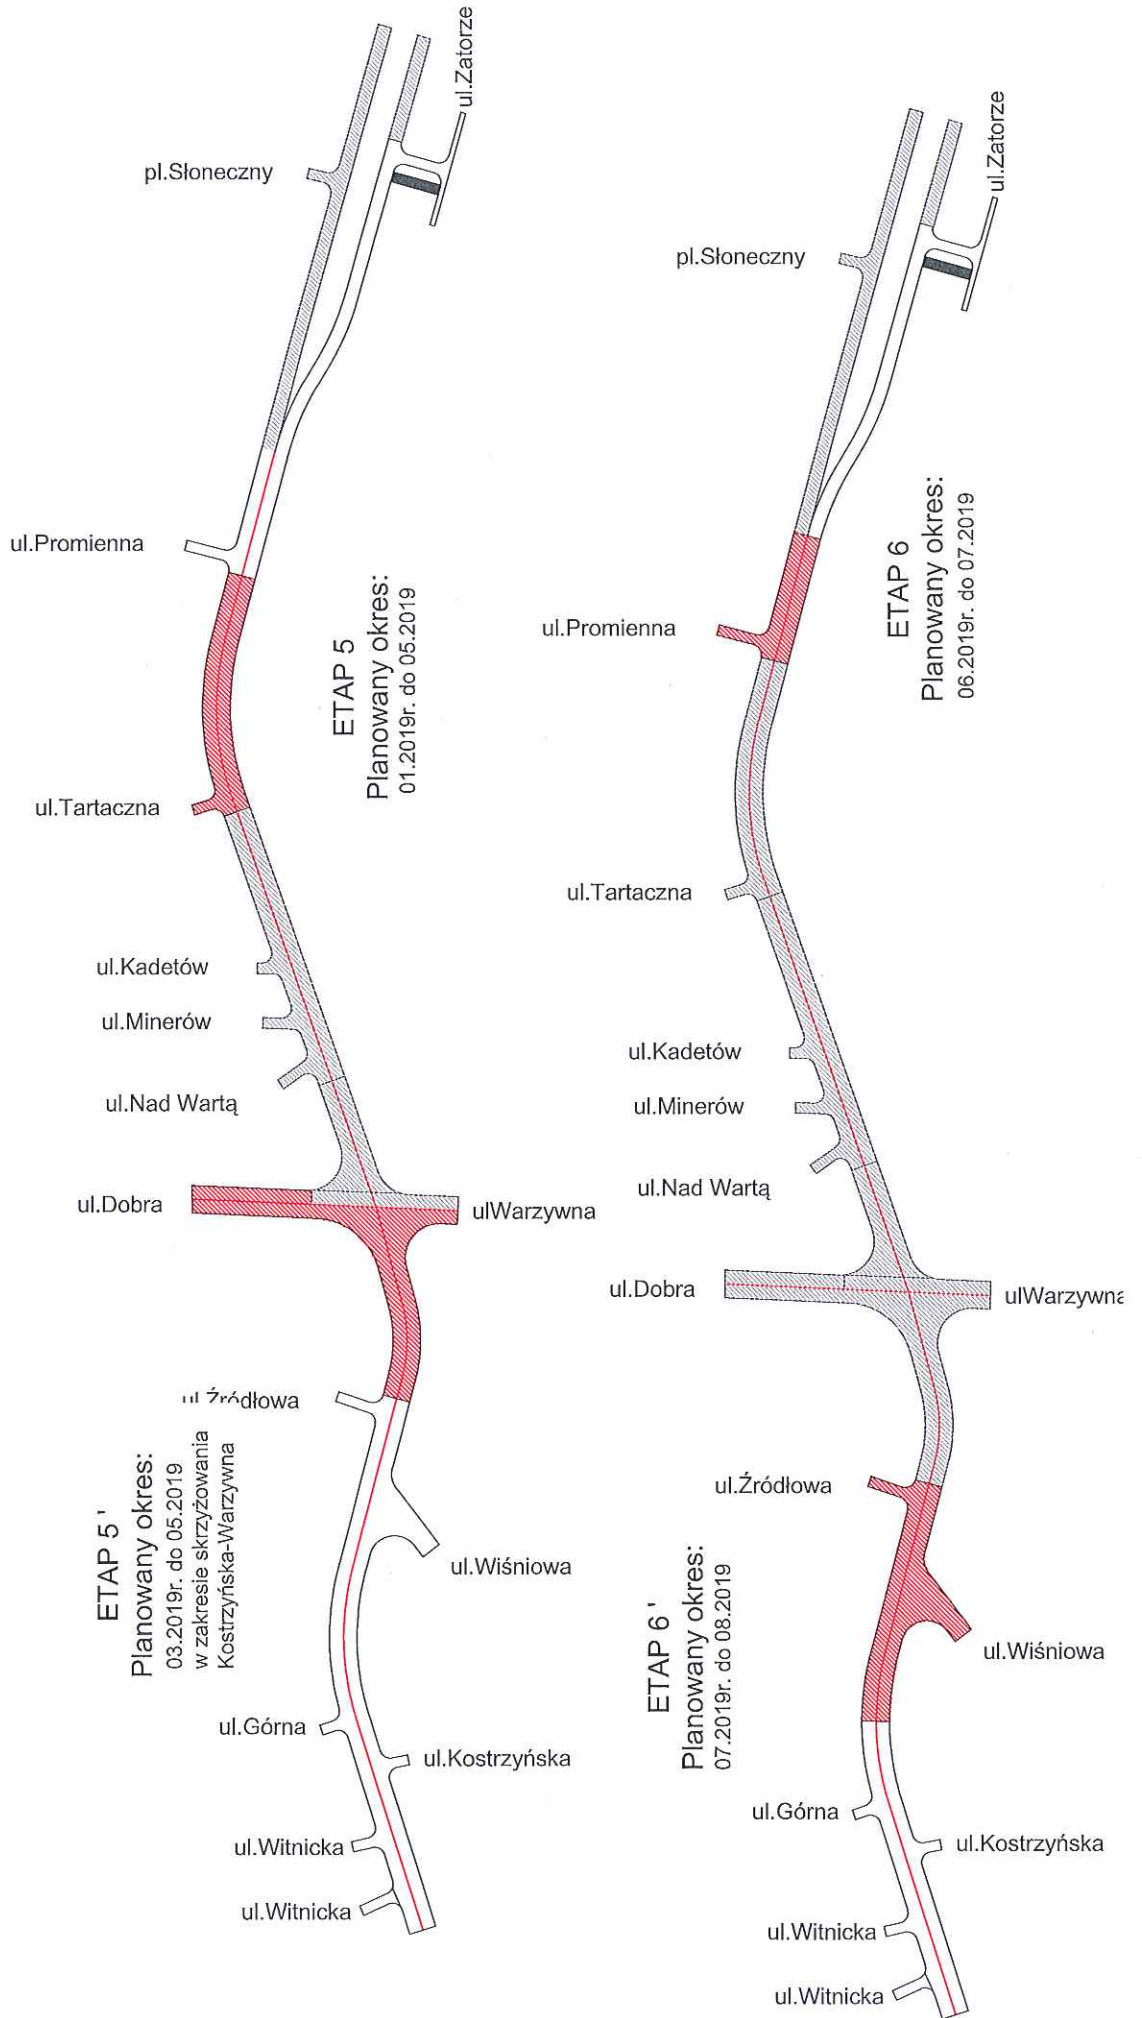 ul.Zatorze
pl.Słoneczny
ul.Promienna
ETAP 5
Planowany okres:
01.2019r. do 05.2019
ul.Tartaczna
ul.Kadetów
ul.Minerów
ul.Nad Wartą
ul.Dobra
ulWarzywna
ul.Źródłowa
ETAP 5 '
Planowany okres:
03.2019r. do 05.2019
w zakresie skrzyżowania
Kostrzyńska-Warzywna
ul.Wiśniowa
ul.Górna
ul.Kostrzyńska
ul.Witnicka
ul.Witnicka
ul.Zatorze
pl.Słoneczny
ETAP 6
Planowany okres:
06.2019r. do 07.2019
ul.Promienna
ul.Tartaczna
ul.Kadetów
ul.Minerów
ul.Nad Wartą
ul.Dobra
ulWarzywna
ul.Źródłowa
ETAP 6 '
Planowany okres:
07.2019r. do 08.2019
ul.Wiśniowa
ul.Górna
ul.Kostrzyńska
ul.Witnicka
ul.Witnicka